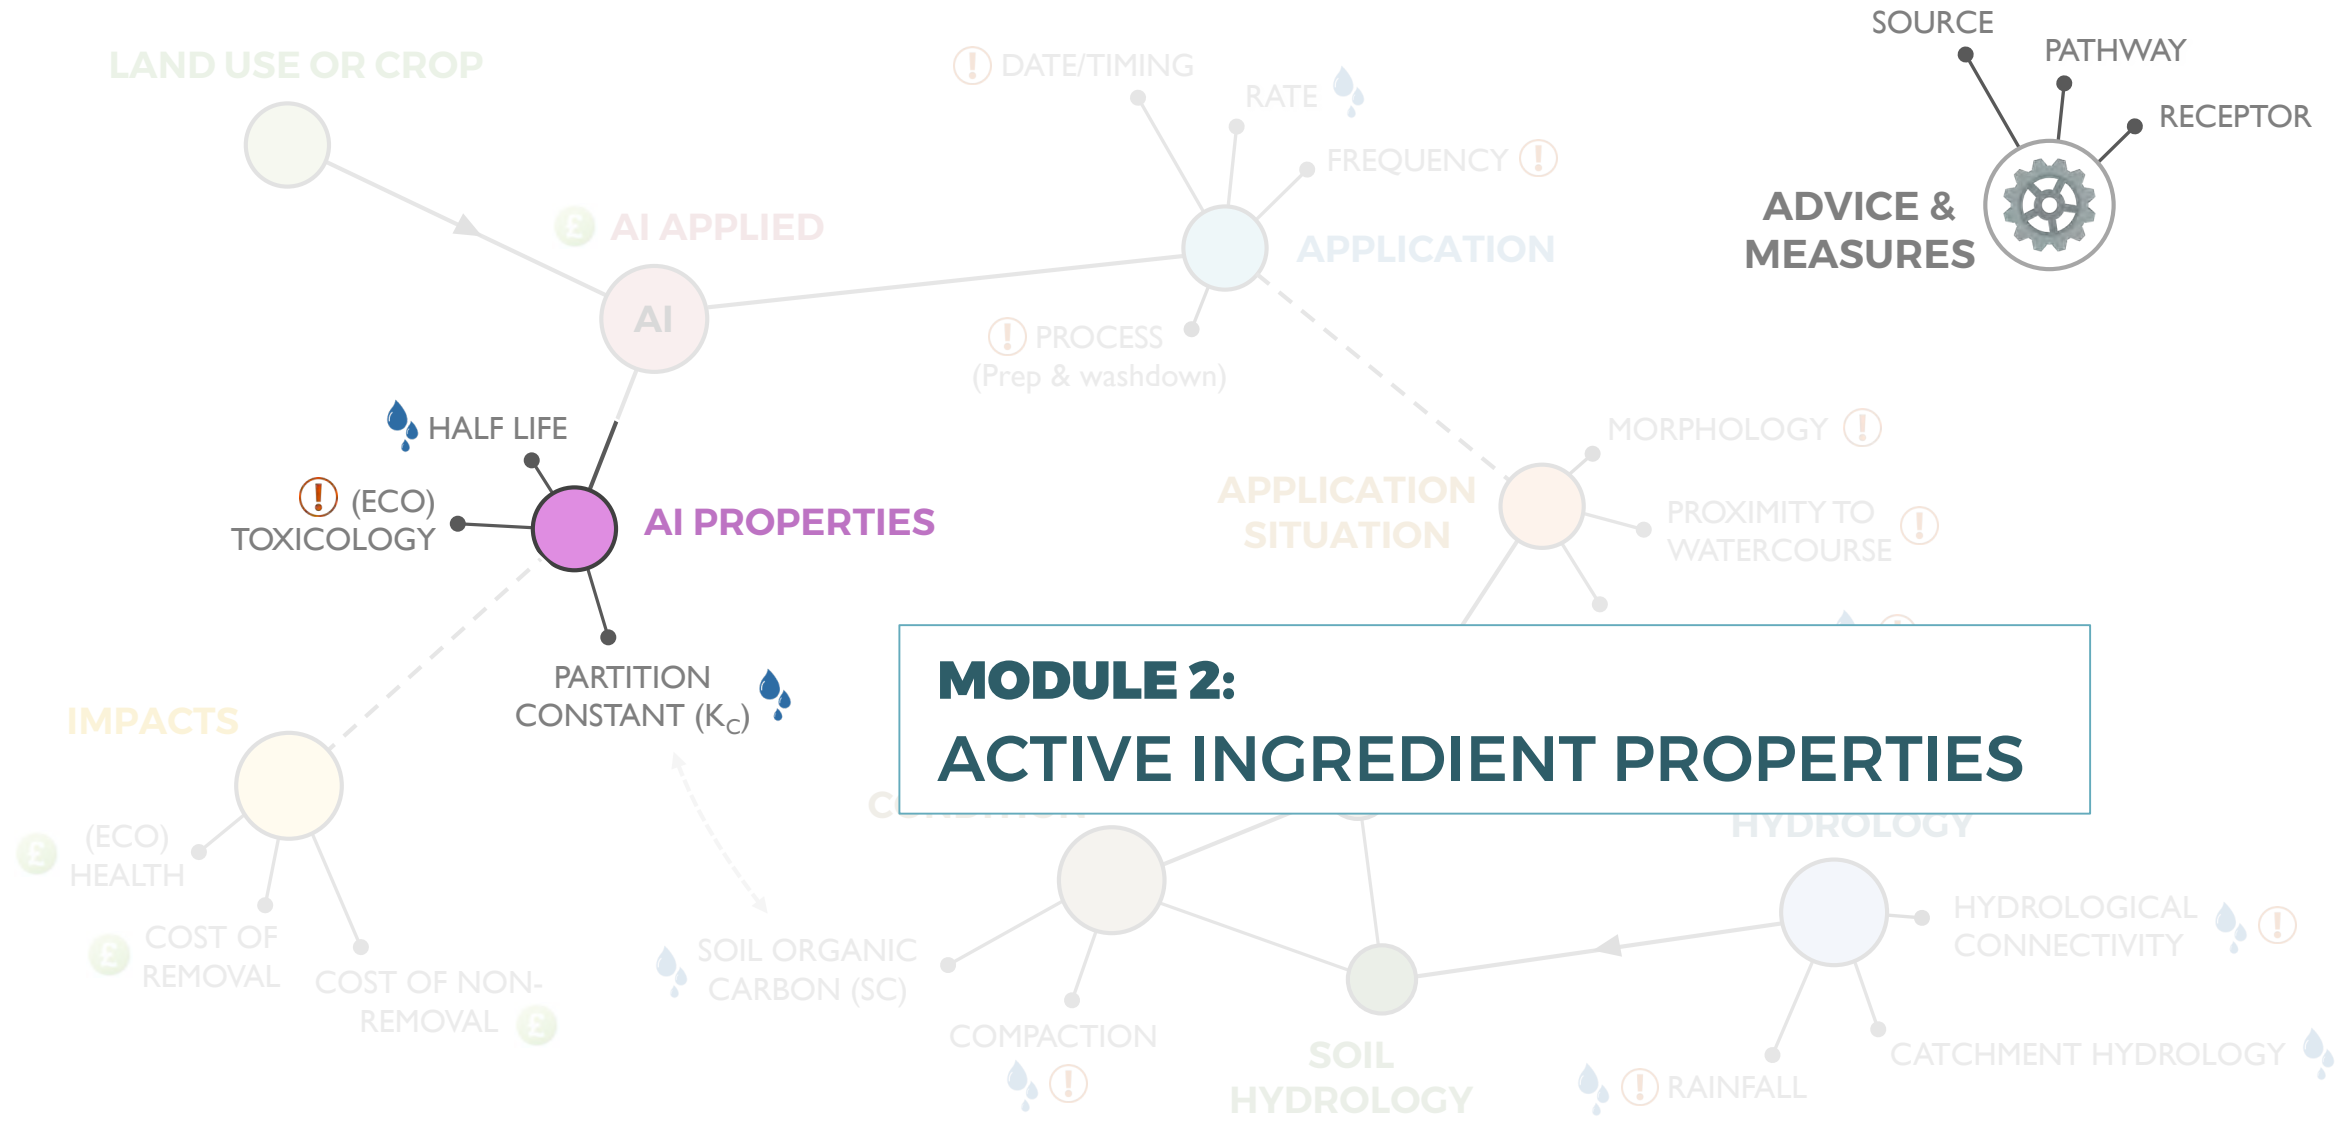 SOURCE
PATHWAY
RECEPTOR
ADVICE &
MEASURES
LAND USE OR CROP
DATE/TIMING
RATE
FREQUENCY
£ AI APPLIED
AI
APPLICATION
PROCESS
(Prep & washdown)
HALF LIFE
(ECO)
TOXICOLOGY
AI PROPERTIES
PARTITION
CONSTANT (KC)
MORPHOLOGY
APPLICATION
SITUATION
PROXIMITY TO
WATERCOURSE
MODULE 2:
ACTIVE INGREDIENT PROPERTIES
IMPACTS
£
(ECO)
HEALTH
£
COST OF
REMOVAL
COST OF NON-
REMOVAL £
HYDROLOGY
SOIL ORGANIC
CARBON (SC)
COMPACTION
SOIL
HYDROLOGY
HYDROLOGICAL
CONNECTIVITY
CATCHMENT HYDROLOGY
RAINFALL